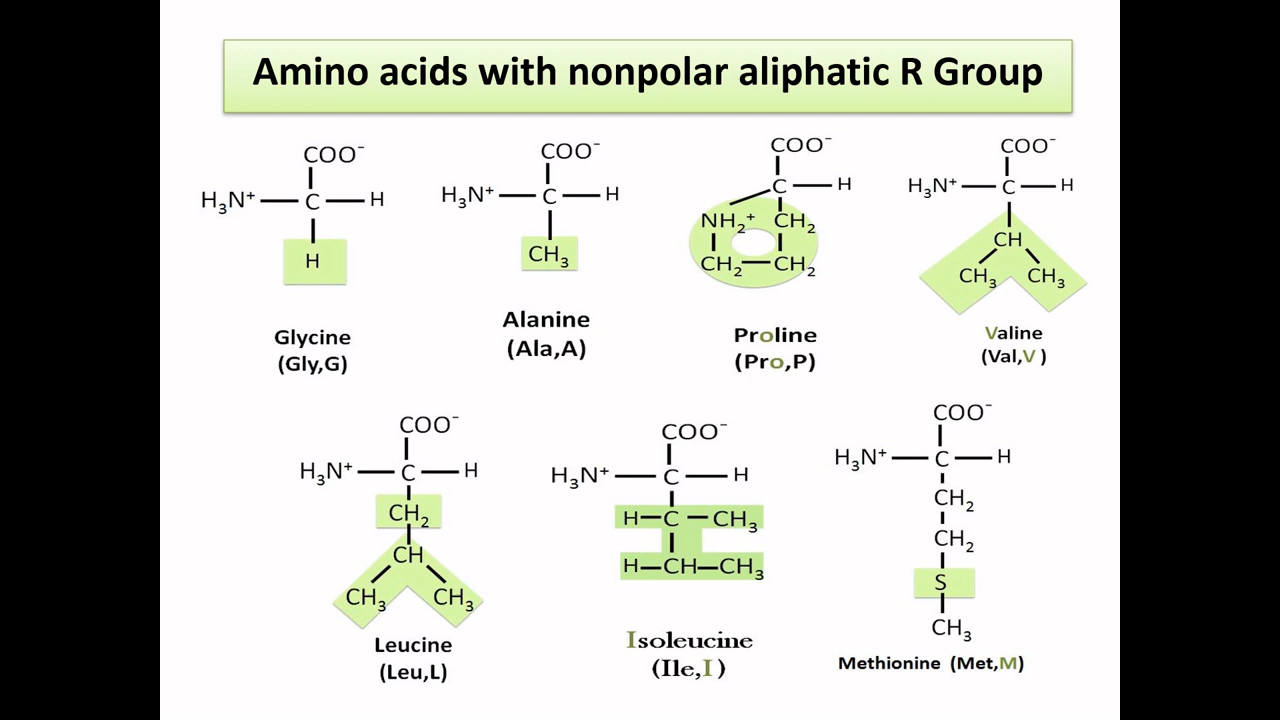 Amino acids with nonpolar aliphatic R Group
COO⁻
H₃N⁺ C H
H
Glycine
(Gly,G)
COO⁻
H₃N⁺ C H
CH₃
Alanine
(Ala,A)
COO⁻
C H
NH₂⁺ CH₂
CH₂ CH₂
Proline
(Pro,P)
COO⁻
H₃N⁺ C H
CH
CH₃ CH₃
Valine
(Val,V )
COO⁻
H₃N⁺ C H
CH₂
CH
CH₃ CH₃
Leucine
(Leu,L)
COO⁻
H₃N⁺ C H
H C CH₃
H CH CH₃
Isoleucine
(Ile,I )
COO⁻
H₃N⁺ C H
CH₂
CH₂
S
CH₃
Methionine (Met,M)